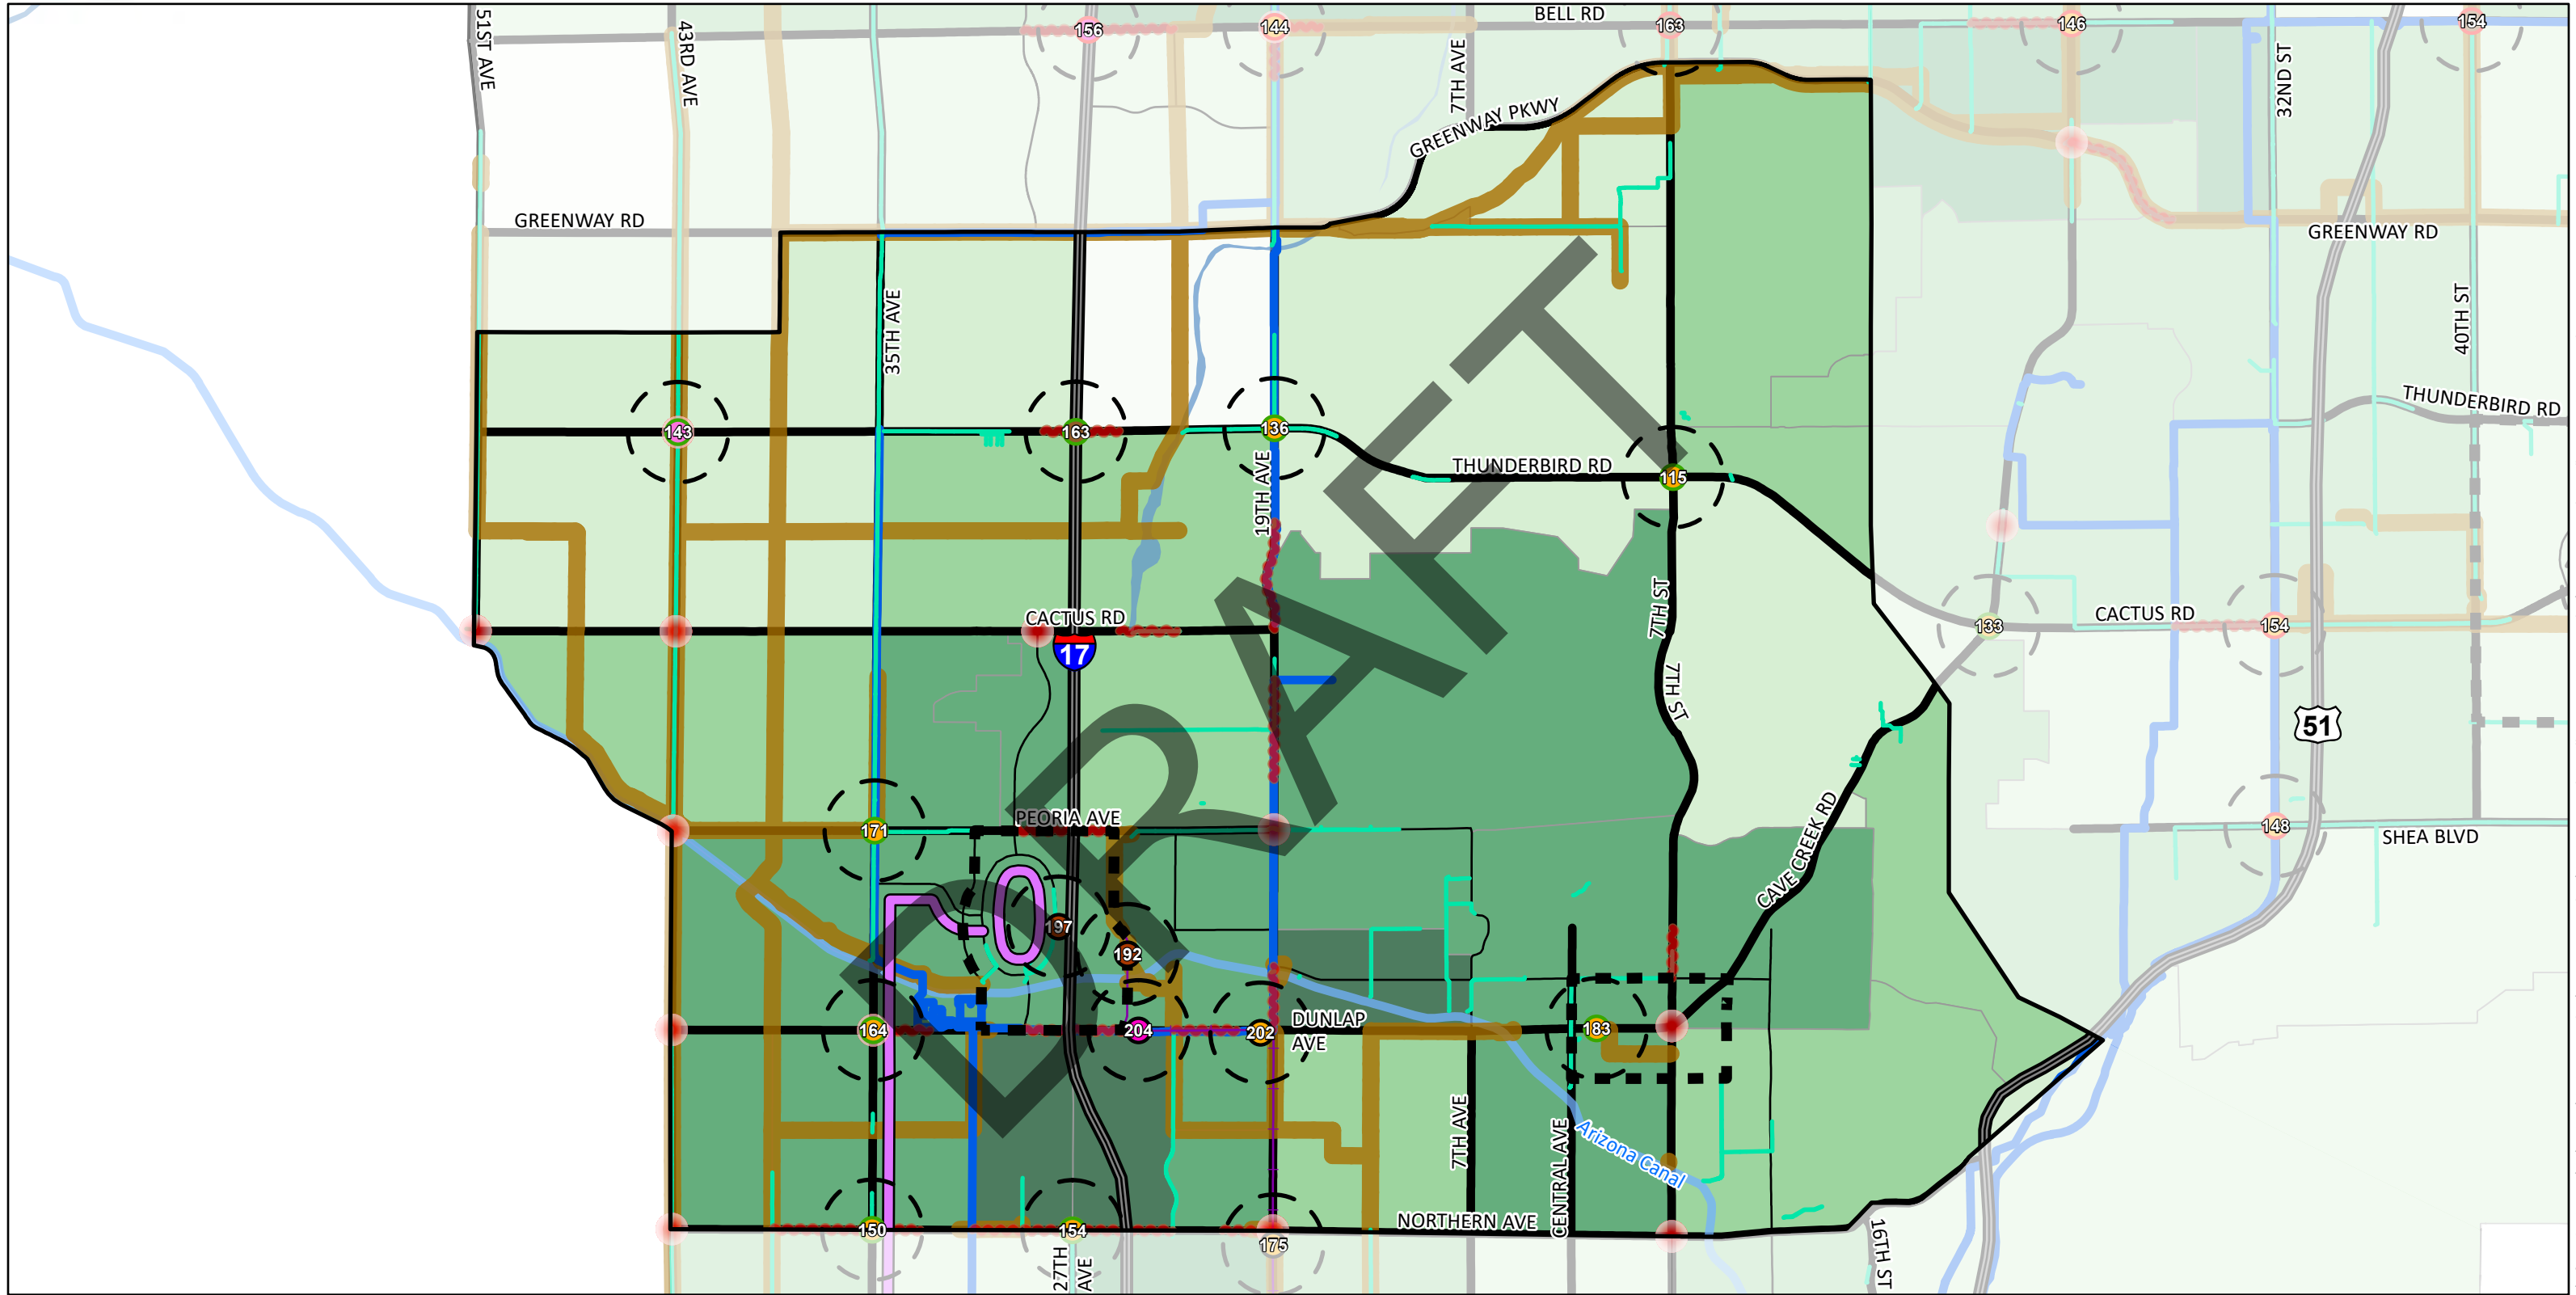 51ST AVE
43RD AVE
156
144
7TH AVE
BELL RD
163
146
32ND ST
154
GREENWAY PKWY
GREENWAY RD
GREENWAY RD
35TH AVE
40TH ST
THUNDERBIRD RD
143
163
136
19TH AVE
THUNDERBIRD RD
115
DRAFT
7TH ST
CACTUS RD
17
133
CACTUS RD
154
7TH ST
51
PEORIA AVE
171
CAVE CREEK RD
148
SHEA BLVD
197
192
164
204
202
DUNLAP
AVE
183
7TH AVE
CENTRAL AVE
Arizona Canal
150
154
175
NORTHERN AVE
27TH
AVE
16TH ST